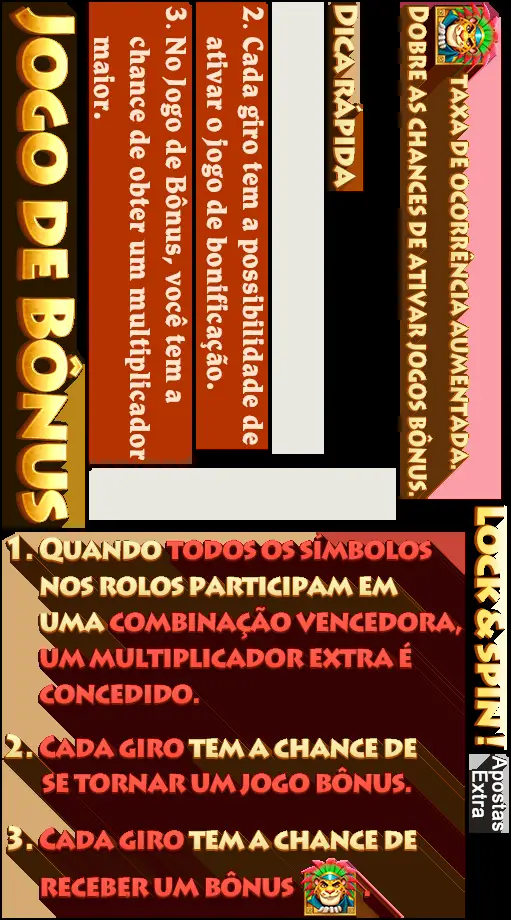 TAXA DE OCORRÊNCIA AUMENTADA.
DOBRE AS CHANCES DE ATIVAR JOGOS BÔNUS.
DICA RÁPIDA
2. Cada giro tem a possibilidade de
ativar o jogo de bonificação.
3. No Jogo de Bônus, você tem a
chance de obter um multiplicador
maior.
JOGO DE BÔNUS
LOCK & SPIN!
Apostas
Extra
1. QUANDO TODOS OS SÍMBOLOS
NOS ROLOS PARTICIPAM EM
UMA COMBINAÇÃO VENCEDORA,
UM MULTIPLICADOR EXTRA É
CONCEDIDO.
2. CADA GIRO TEM A CHANCE DE
SE TORNAR UM JOGO BÔNUS.
3. CADA GIRO TEM A CHANCE DE
RECEBER UM BÔNUS .